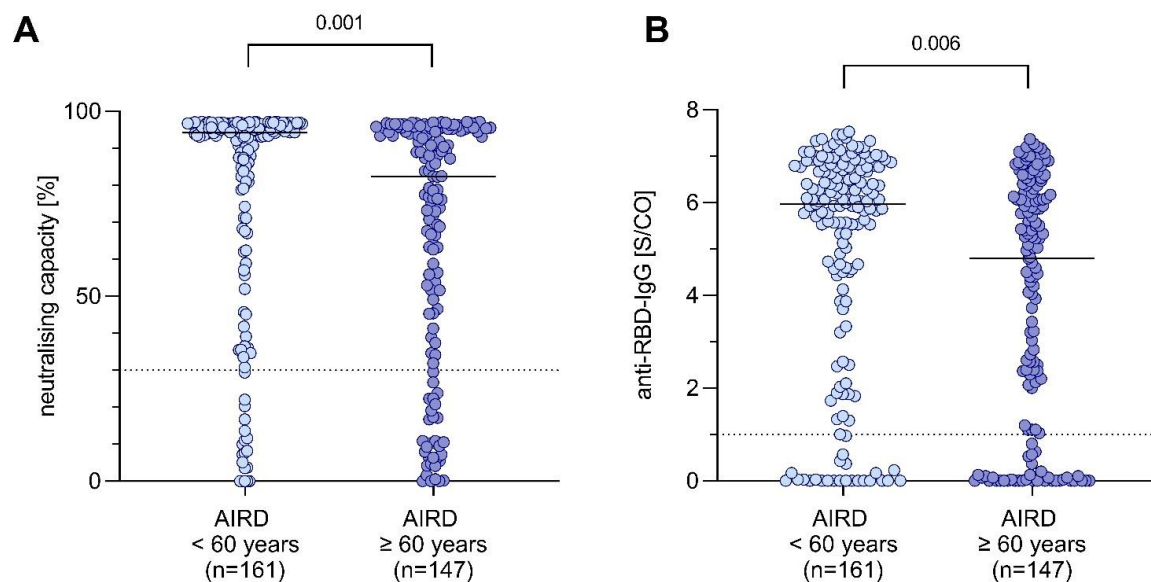 A
0.001
neutralising capacity [%]
100
50
0
AIRD
< 60 years
(n=161)
AIRD
≥ 60 years
(n=147)
B
0.006
anti-RBD-IgG [S/CO]
8
6
4
2
0
AIRD
< 60 years
(n=161)
AIRD
≥ 60 years
(n=147)